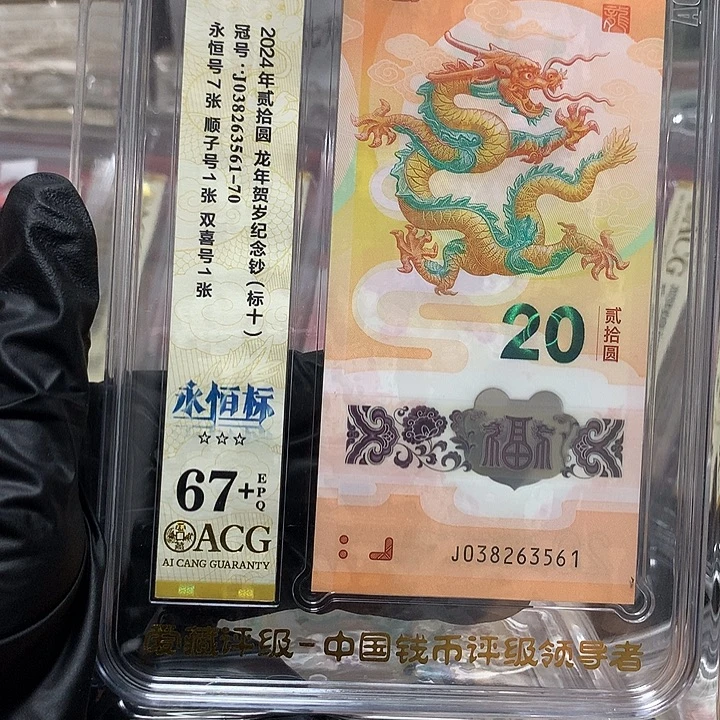 2024年贰拾圆 龙年贺岁纪念钞(标十)
冠号:J038263561-70
永恒号7张 顺子号1张 双喜号1张
永恒标
☆☆☆
67+
EPQ
ACG
AI CANG GUARANTY
龍
20
贰拾圆
福
J038263561
爱藏评级-中国钱币评级领导者
ACG